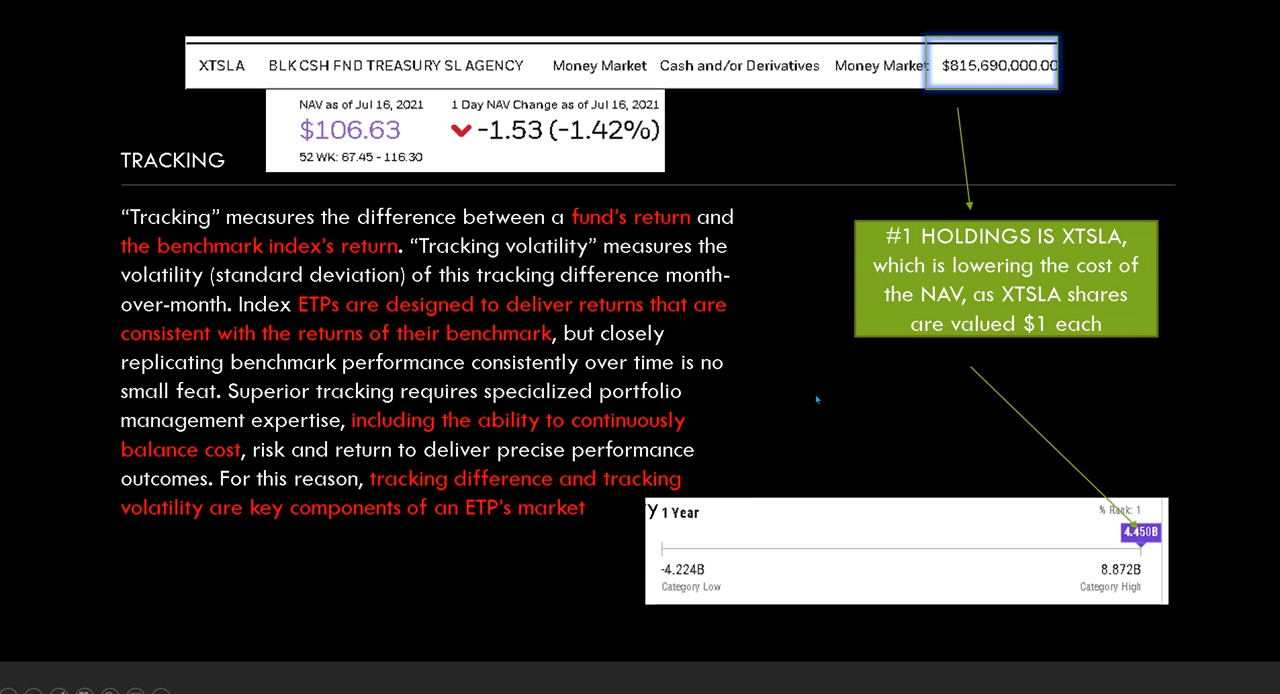 XTSLA BLK CSH FND TREASURY SL AGENCY Money Market Cash and/or Derivatives Money Market $815,690,000.00
NAV as of Jul 16, 2021 1 Day NAV Change as of Jul 16, 2021
$106.63 -1.53 (-1.42%)
52 WK: 67.45 - 116.30
TRACKING
“Tracking” measures the difference between a fund’s return and
the benchmark index’s return. “Tracking volatility” measures the
volatility (standard deviation) of this tracking difference month-
over-month. Index ETPs are designed to deliver returns that are
consistent with the returns of their benchmark, but closely
replicating benchmark performance consistently over time is no
small feat. Superior tracking requires specialized portfolio
management expertise, including the ability to continuously
balance cost, risk and return to deliver precise performance
outcomes. For this reason, tracking difference and tracking
volatility are key components of an ETP’s market
#1 HOLDINGS IS XTSLA,
which is lowering the cost of
the NAV, as XTSLA shares
are valued $1 each
y 1 Year % Rank: 1
4.450B
-4.224B 8.872B
Category Low Category High